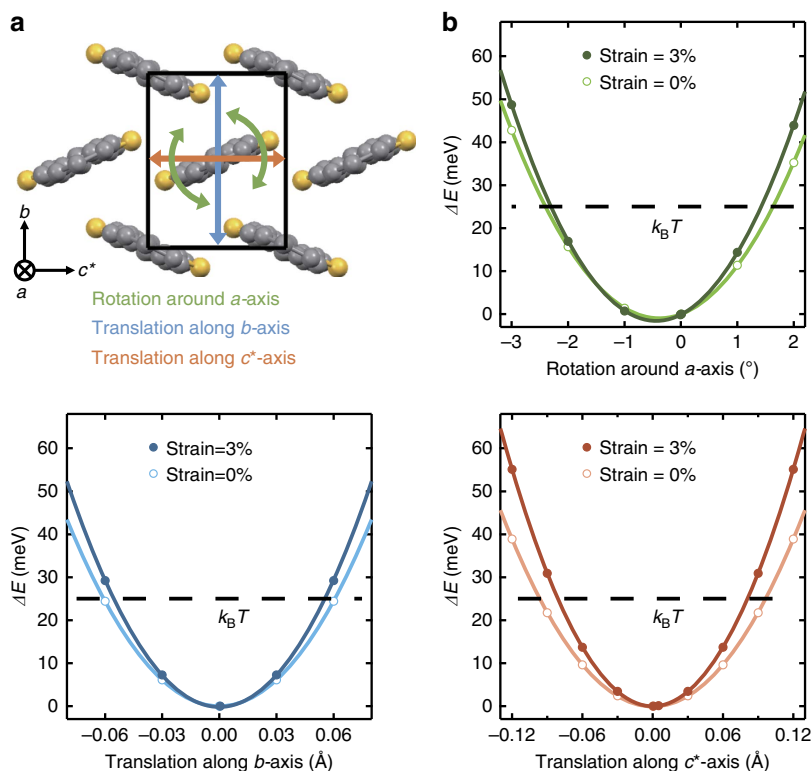 a
b
a
c*
Rotation around a-axis
Translation along b-axis
Translation along c*-axis
b
ΔE (meV)
60
50
40
30
20
10
0
Strain = 3%
Strain = 0%
kBT
−3
−2
−1
0
1
2
Rotation around a-axis (°)
ΔE (meV)
60
50
40
30
20
10
0
Strain=3%
Strain=0%
kBT
−0.06
−0.03
0.00
0.03
0.06
Translation along b-axis (Å)
ΔE (meV)
60
50
40
30
20
10
0
Strain = 3%
Strain = 0%
kBT
−0.12
−0.06
0.00
0.06
0.12
Translation along c*-axis (Å)